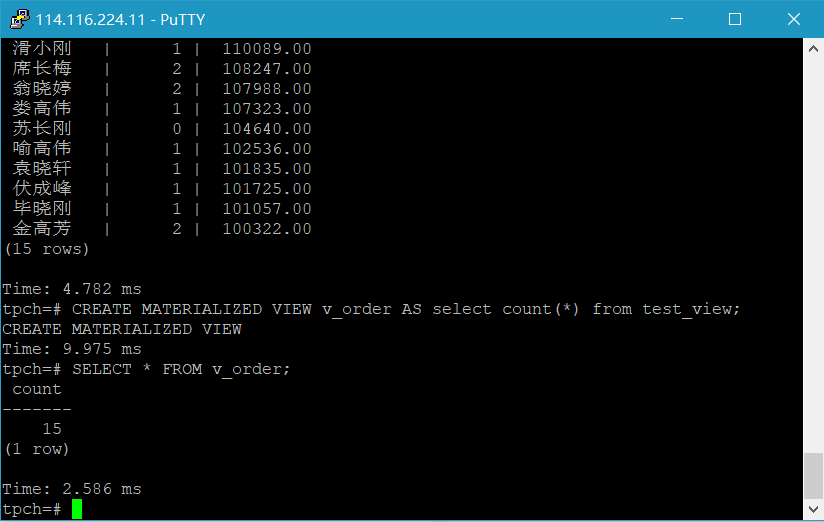 114.116.224.11 - PuTTY
滑小刚 | 1 | 110089.00
席长梅 | 2 | 108247.00
翁晓婷 | 2 | 107988.00
娄高伟 | 1 | 107323.00
苏长刚 | 0 | 104640.00
喻高伟 | 1 | 102536.00
袁晓轩 | 1 | 101835.00
伏成峰 | 1 | 101725.00
毕晓刚 | 1 | 101057.00
金高芳 | 2 | 100322.00
(15 rows)
Time: 4.782 ms
tpch=# CREATE MATERIALIZED VIEW v_order AS select count(*) from test_view;
CREATE MATERIALIZED VIEW
Time: 9.975 ms
tpch=# SELECT * FROM v_order;
count
-------
15
(1 row)
Time: 2.586 ms
tpch=#